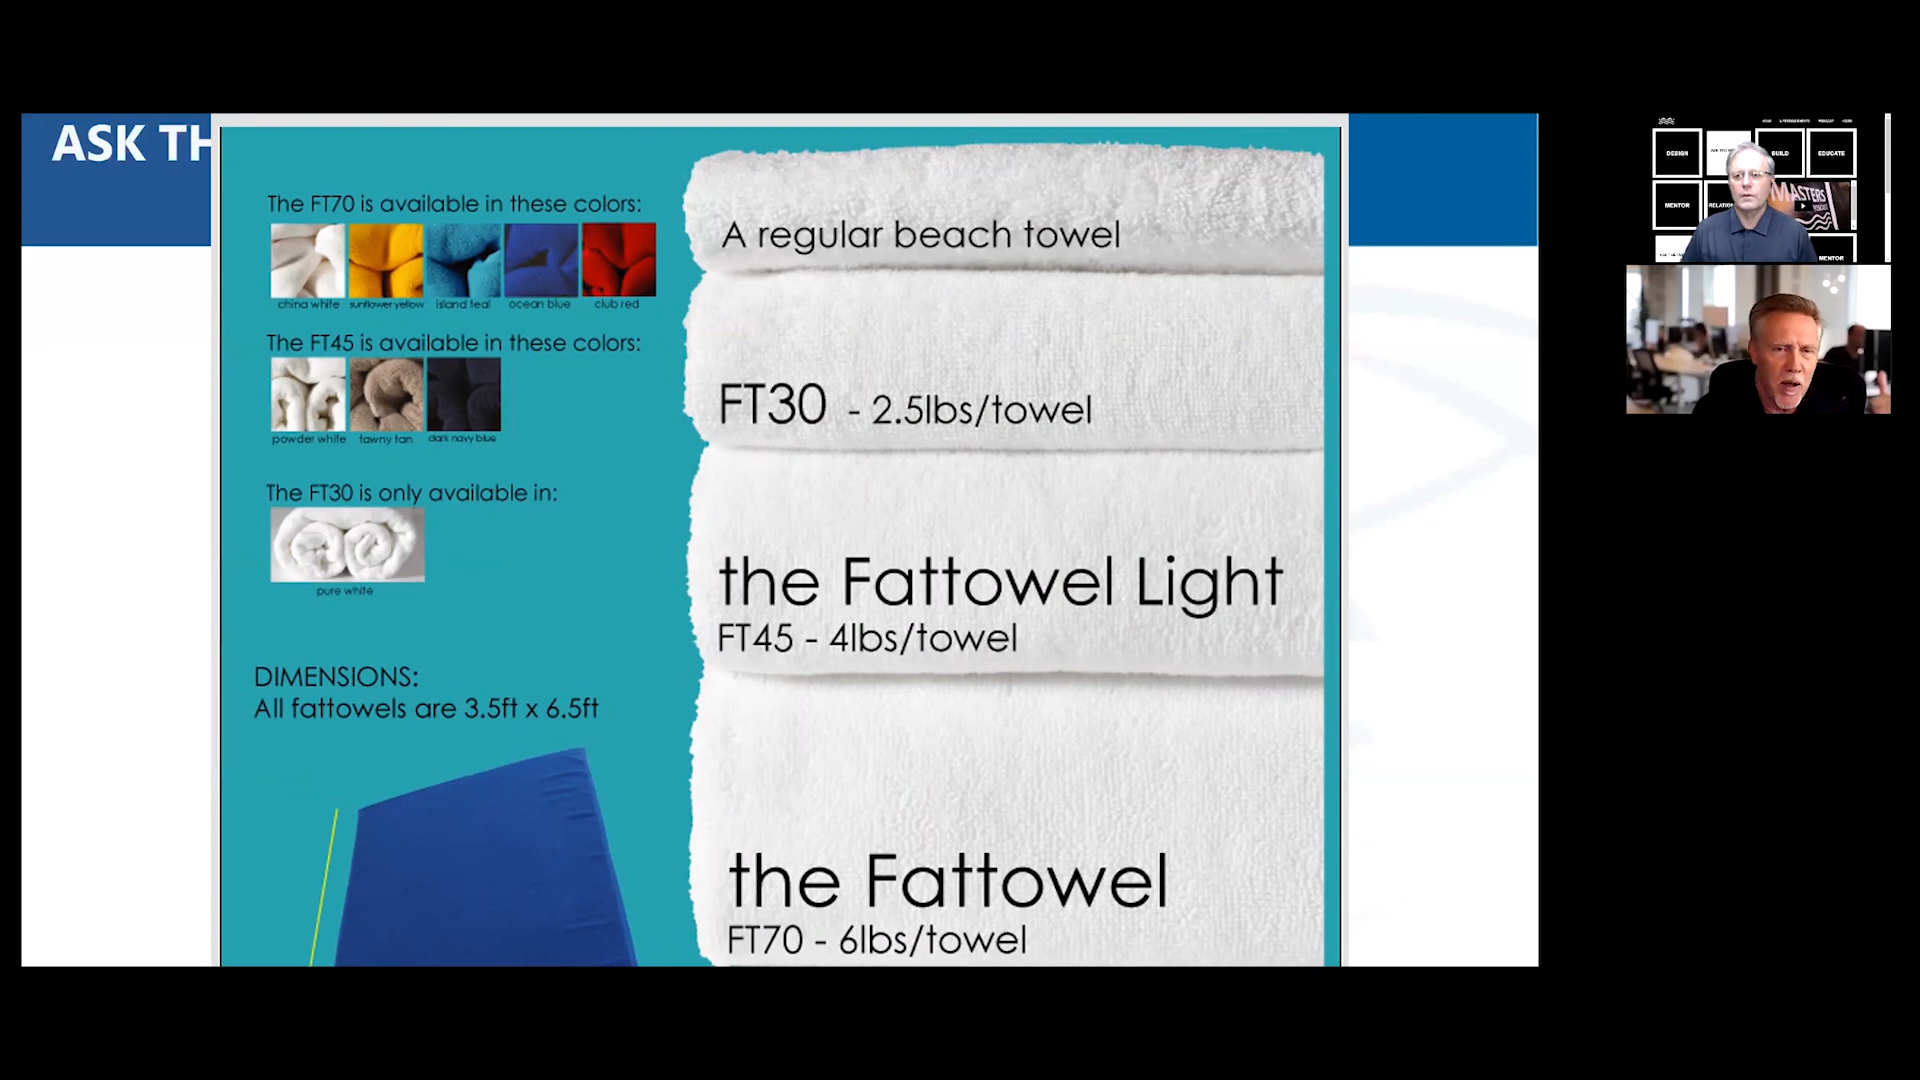 ASK TH
The FT70 is available in these colors:
china white sunflower yellow island teal ocean blue club red
The FT45 is available in these colors:
powder white tawny tan dark navy blue
The FT30 is only available in:
pure white
DIMENSIONS:
All fattowels are 3.5ft x 6.5ft
A regular beach towel
FT30 - 2.5lbs/towel
the Fattowel Light
FT45 - 4lbs/towel
the Fattowel
FT70 - 6lbs/towel
DESIGN
BUILD
EDUCATE
MENTOR
RELATION
MASTERS
MENTOR